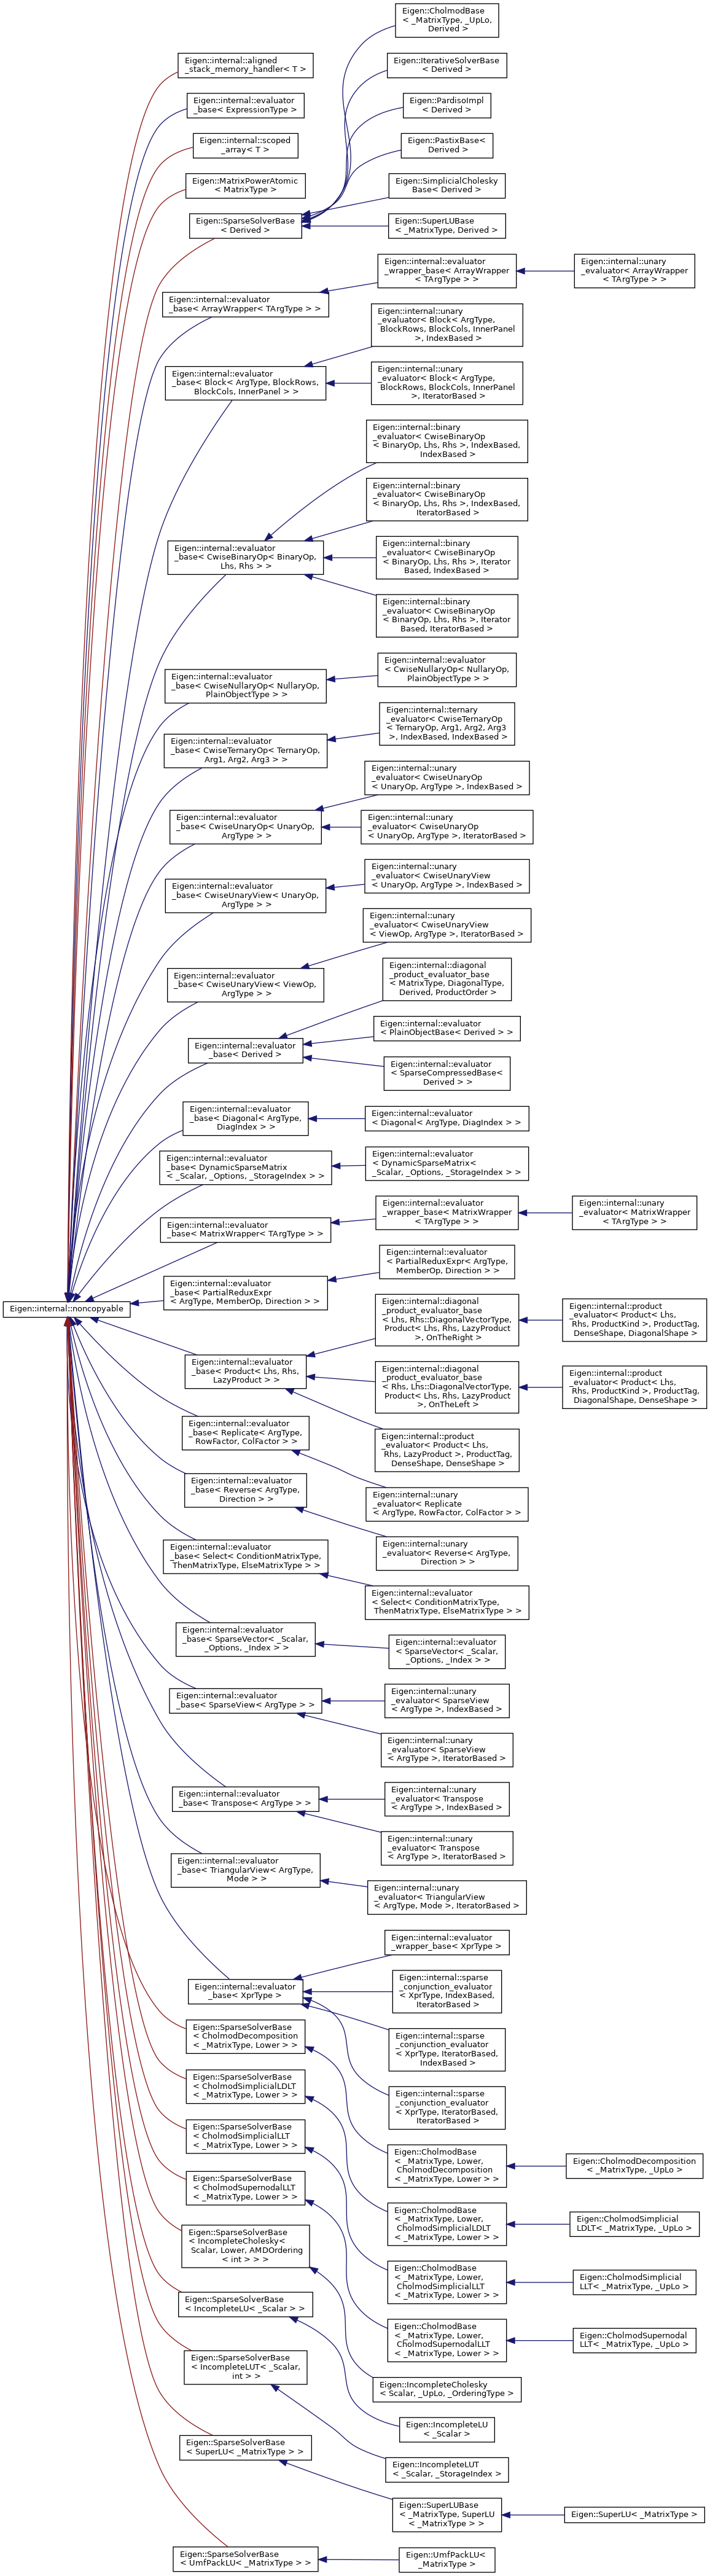 Eigen::internal::noncopyable
Eigen::internal::aligned
_stack_memory_handler< T >
Eigen::internal::evaluator
_base< ExpressionType >
Eigen::internal::scoped
_array< T >
Eigen::MatrixPowerAtomic
< MatrixType >
Eigen::SparseSolverBase
< Derived >
Eigen::internal::evaluator
_base< ArrayWrapper< TArgType > >
Eigen::internal::evaluator
_base< Block< ArgType, BlockRows,
BlockCols, InnerPanel > >
Eigen::internal::evaluator
_base< CwiseBinaryOp< BinaryOp,
Lhs, Rhs > >
Eigen::internal::evaluator
_base< CwiseNullaryOp< NullaryOp,
PlainObjectType > >
Eigen::internal::evaluator
_base< CwiseTernaryOp< TernaryOp,
Arg1, Arg2, Arg3 > >
Eigen::internal::evaluator
_base< CwiseUnaryOp< UnaryOp,
ArgType > >
Eigen::internal::evaluator
_base< CwiseUnaryView< UnaryOp,
ArgType > >
Eigen::internal::evaluator
_base< CwiseUnaryView< ViewOp,
ArgType > >
Eigen::internal::evaluator
_base< Derived >
Eigen::internal::evaluator
_base< Diagonal< ArgType,
DiagIndex > >
Eigen::internal::evaluator
_base< DynamicSparseMatrix
< _Scalar, _Options, _StorageIndex > >
Eigen::internal::evaluator
_base< MatrixWrapper< TArgType > >
Eigen::internal::evaluator
_base< PartialReduxExpr
< ArgType, MemberOp, Direction > >
Eigen::internal::evaluator
_base< Product< Lhs, Rhs,
LazyProduct > >
Eigen::internal::evaluator
_base< Replicate< ArgType,
RowFactor, ColFactor > >
Eigen::internal::evaluator
_base< Reverse< ArgType,
Direction > >
Eigen::internal::evaluator
_base< Select< ConditionMatrixType,
ThenMatrixType, ElseMatrixType > >
Eigen::internal::evaluator
_base< SparseVector< _Scalar,
_Options, _Index > >
Eigen::internal::evaluator
_base< SparseView< ArgType > >
Eigen::internal::evaluator
_base< Transpose< ArgType > >
Eigen::internal::evaluator
_base< TriangularView< ArgType,
Mode > >
Eigen::internal::evaluator
_base< XprType >
Eigen::SparseSolverBase
< CholmodDecomposition
< _MatrixType, Lower > >
Eigen::SparseSolverBase
< CholmodSimplicialLDLT
< _MatrixType, Lower > >
Eigen::SparseSolverBase
< CholmodSimplicialLLT
< _MatrixType, Lower > >
Eigen::SparseSolverBase
< CholmodSupernodalLLT
< _MatrixType, Lower > >
Eigen::SparseSolverBase
< IncompleteCholesky<
Scalar, Lower, AMDOrdering
< int > > >
Eigen::SparseSolverBase
< IncompleteLU< _Scalar > >
Eigen::SparseSolverBase
< IncompleteLUT< _Scalar,
int > >
Eigen::SparseSolverBase
< SuperLU< _MatrixType > >
Eigen::SparseSolverBase
< UmfPackLU< _MatrixType > >
Eigen::CholmodBase
< _MatrixType, _UpLo,
Derived >
Eigen::IterativeSolverBase
< Derived >
Eigen::PardisoImpl
< Derived >
Eigen::PastixBase<
Derived >
Eigen::SimplicialCholesky
Base< Derived >
Eigen::SuperLUBase
< _MatrixType, Derived >
Eigen::internal::evaluator
_wrapper_base< ArrayWrapper
< TArgType > >
Eigen::internal::unary
_evaluator< Block< ArgType,
BlockRows, BlockCols, InnerPanel
>, IndexBased >
Eigen::internal::unary
_evaluator< Block< ArgType,
BlockRows, BlockCols, InnerPanel
>, IteratorBased >
Eigen::internal::binary
_evaluator< CwiseBinaryOp
< BinaryOp, Lhs, Rhs >, IndexBased,
IndexBased >
Eigen::internal::binary
_evaluator< CwiseBinaryOp
< BinaryOp, Lhs, Rhs >, IndexBased,
IteratorBased >
Eigen::internal::binary
_evaluator< CwiseBinaryOp
< BinaryOp, Lhs, Rhs >, Iterator
Based, IndexBased >
Eigen::internal::binary
_evaluator< CwiseBinaryOp
< BinaryOp, Lhs, Rhs >, Iterator
Based, IteratorBased >
Eigen::internal::evaluator
< CwiseNullaryOp< NullaryOp,
PlainObjectType > >
Eigen::internal::ternary
_evaluator< CwiseTernaryOp
< TernaryOp, Arg1, Arg2, Arg3
>, IndexBased, IndexBased >
Eigen::internal::unary
_evaluator< CwiseUnaryOp
< UnaryOp, ArgType >, IndexBased >
Eigen::internal::unary
_evaluator< CwiseUnaryOp
< UnaryOp, ArgType >, IteratorBased >
Eigen::internal::unary
_evaluator< CwiseUnaryView
< UnaryOp, ArgType >, IndexBased >
Eigen::internal::unary
_evaluator< CwiseUnaryView
< ViewOp, ArgType >, IteratorBased >
Eigen::internal::diagonal
_product_evaluator_base
< MatrixType, DiagonalType,
Derived, ProductOrder >
Eigen::internal::evaluator
< PlainObjectBase< Derived > >
Eigen::internal::evaluator
< SparseCompressedBase<
Derived > >
Eigen::internal::evaluator
< Diagonal< ArgType, DiagIndex > >
Eigen::internal::evaluator
< DynamicSparseMatrix<
_Scalar, _Options, _StorageIndex > >
Eigen::internal::evaluator
_wrapper_base< MatrixWrapper
< TArgType > >
Eigen::internal::evaluator
< PartialReduxExpr< ArgType,
MemberOp, Direction > >
Eigen::internal::diagonal
_product_evaluator_base
< Lhs, Rhs::DiagonalVectorType,
Product< Lhs, Rhs, LazyProduct
>, OnTheRight >
Eigen::internal::diagonal
_product_evaluator_base
< Rhs, Lhs::DiagonalVectorType,
Product< Lhs, Rhs, LazyProduct
>, OnTheLeft >
Eigen::internal::product
_evaluator< Product< Lhs,
Rhs, LazyProduct >, ProductTag,
DenseShape, DenseShape >
Eigen::internal::unary
_evaluator< Replicate
< ArgType, RowFactor, ColFactor > >
Eigen::internal::unary
_evaluator< Reverse< ArgType,
Direction > >
Eigen::internal::evaluator
< Select< ConditionMatrixType,
ThenMatrixType, ElseMatrixType > >
Eigen::internal::evaluator
< SparseVector< _Scalar,
_Options, _Index > >
Eigen::internal::unary
_evaluator< SparseView
< ArgType >, IndexBased >
Eigen::internal::unary
_evaluator< SparseView
< ArgType >, IteratorBased >
Eigen::internal::unary
_evaluator< Transpose
< ArgType >, IndexBased >
Eigen::internal::unary
_evaluator< Transpose
< ArgType >, IteratorBased >
Eigen::internal::unary
_evaluator< TriangularView
< ArgType, Mode >, IteratorBased >
Eigen::internal::evaluator
_wrapper_base< XprType >
Eigen::internal::sparse
_conjunction_evaluator
< XprType, IndexBased,
IteratorBased >
Eigen::internal::sparse
_conjunction_evaluator
< XprType, IteratorBased,
IndexBased >
Eigen::internal::sparse
_conjunction_evaluator
< XprType, IteratorBased,
IteratorBased >
Eigen::CholmodBase
< _MatrixType, Lower,
CholmodDecomposition
< _MatrixType, Lower > >
Eigen::CholmodBase
< _MatrixType, Lower,
CholmodSimplicialLDLT
< _MatrixType, Lower > >
Eigen::CholmodBase
< _MatrixType, Lower,
CholmodSimplicialLLT
< _MatrixType, Lower > >
Eigen::CholmodBase
< _MatrixType, Lower,
CholmodSupernodalLLT
< _MatrixType, Lower > >
Eigen::IncompleteCholesky
< Scalar, _UpLo, _OrderingType >
Eigen::IncompleteLU
< _Scalar >
Eigen::IncompleteLUT
< _Scalar, _StorageIndex >
Eigen::SuperLUBase
< _MatrixType, SuperLU
< _MatrixType > >
Eigen::UmfPackLU<
_MatrixType >
Eigen::internal::unary
_evaluator< ArrayWrapper
< TArgType > >
Eigen::internal::unary
_evaluator< MatrixWrapper
< TArgType > >
Eigen::internal::product
_evaluator< Product< Lhs,
Rhs, ProductKind >, ProductTag,
DenseShape, DiagonalShape >
Eigen::internal::product
_evaluator< Product< Lhs,
Rhs, ProductKind >, ProductTag,
DiagonalShape, DenseShape >
Eigen::CholmodDecomposition
< _MatrixType, _UpLo >
Eigen::CholmodSimplicial
LDLT< _MatrixType, _UpLo >
Eigen::CholmodSimplicial
LLT< _MatrixType, _UpLo >
Eigen::CholmodSupernodal
LLT< _MatrixType, _UpLo >
Eigen::SuperLU< _MatrixType >